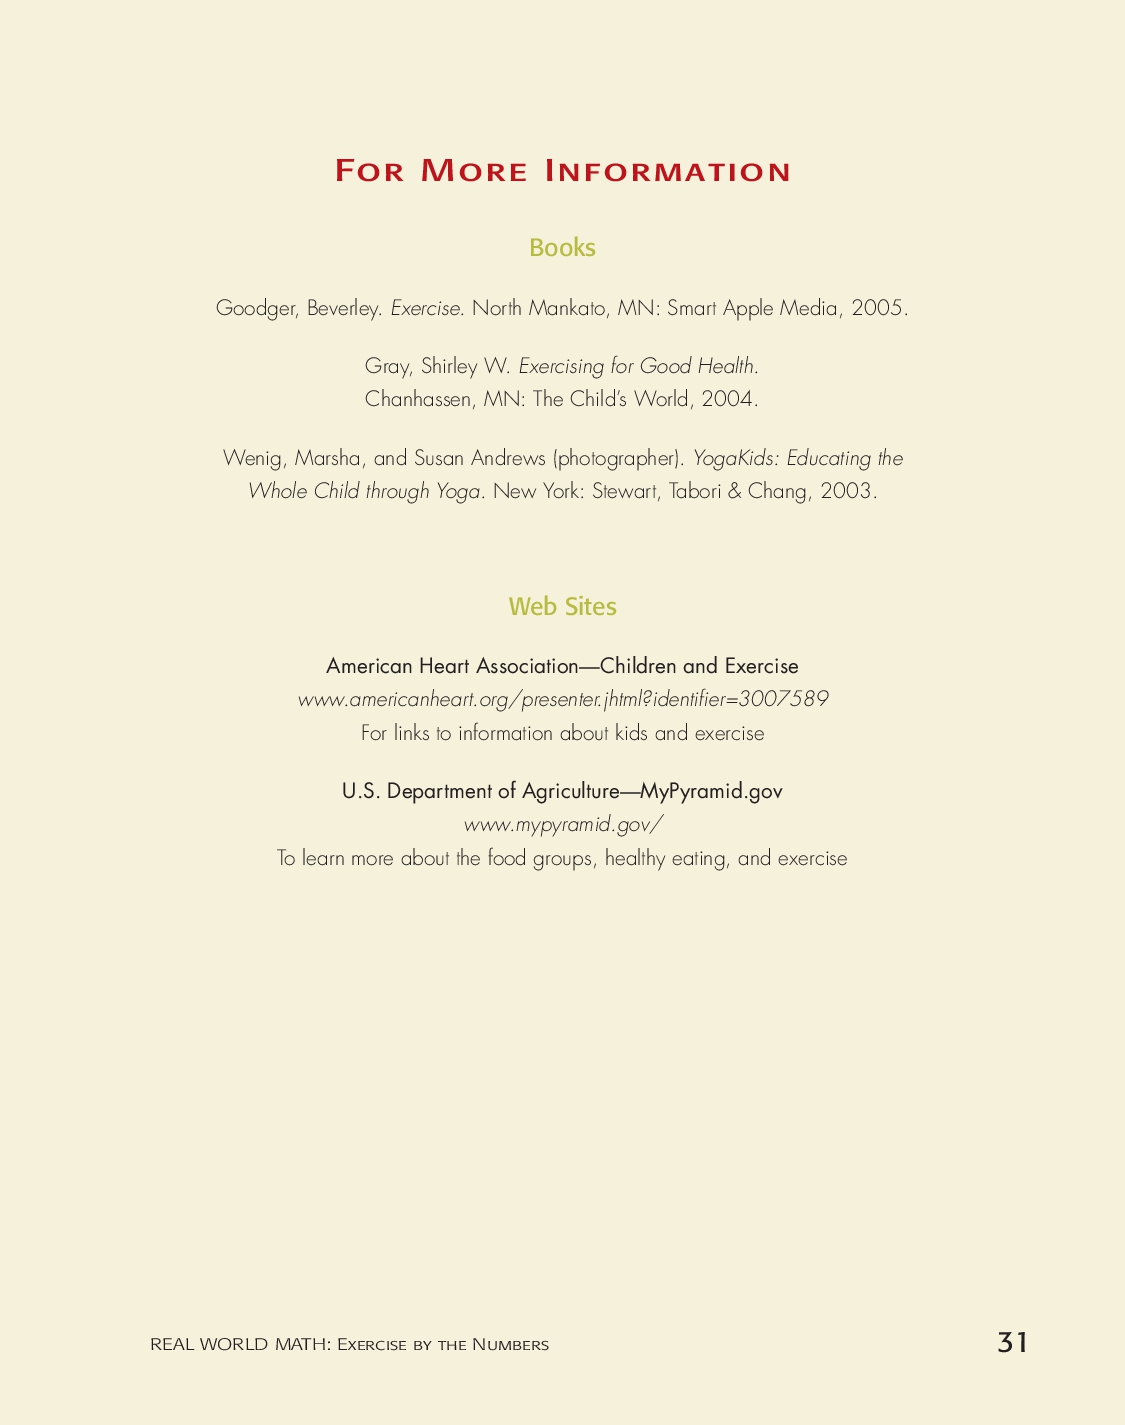 For More Information
Books
Goodger, Beverley. Exercise. North Mankato, MN: Smart Apple Media, 2005.
Gray, Shirley W. Exercising for Good Health.
Chanhassen, MN: The Child’s World, 2004.
Wenig, Marsha, and Susan Andrews (photographer). YogaKids: Educating the
Whole Child through Yoga. New York: Stewart, Tabori & Chang, 2003.
Web Sites
American Heart Association—Children and Exercise
www.americanheart.org/presenter.jhtml?identifier=3007589
For links to information about kids and exercise
U.S. Department of Agriculture—MyPyramid.gov
www.mypyramid.gov/
To learn more about the food groups, healthy eating, and exercise
REAL WORLD MATH: Exercise by the Numbers
31